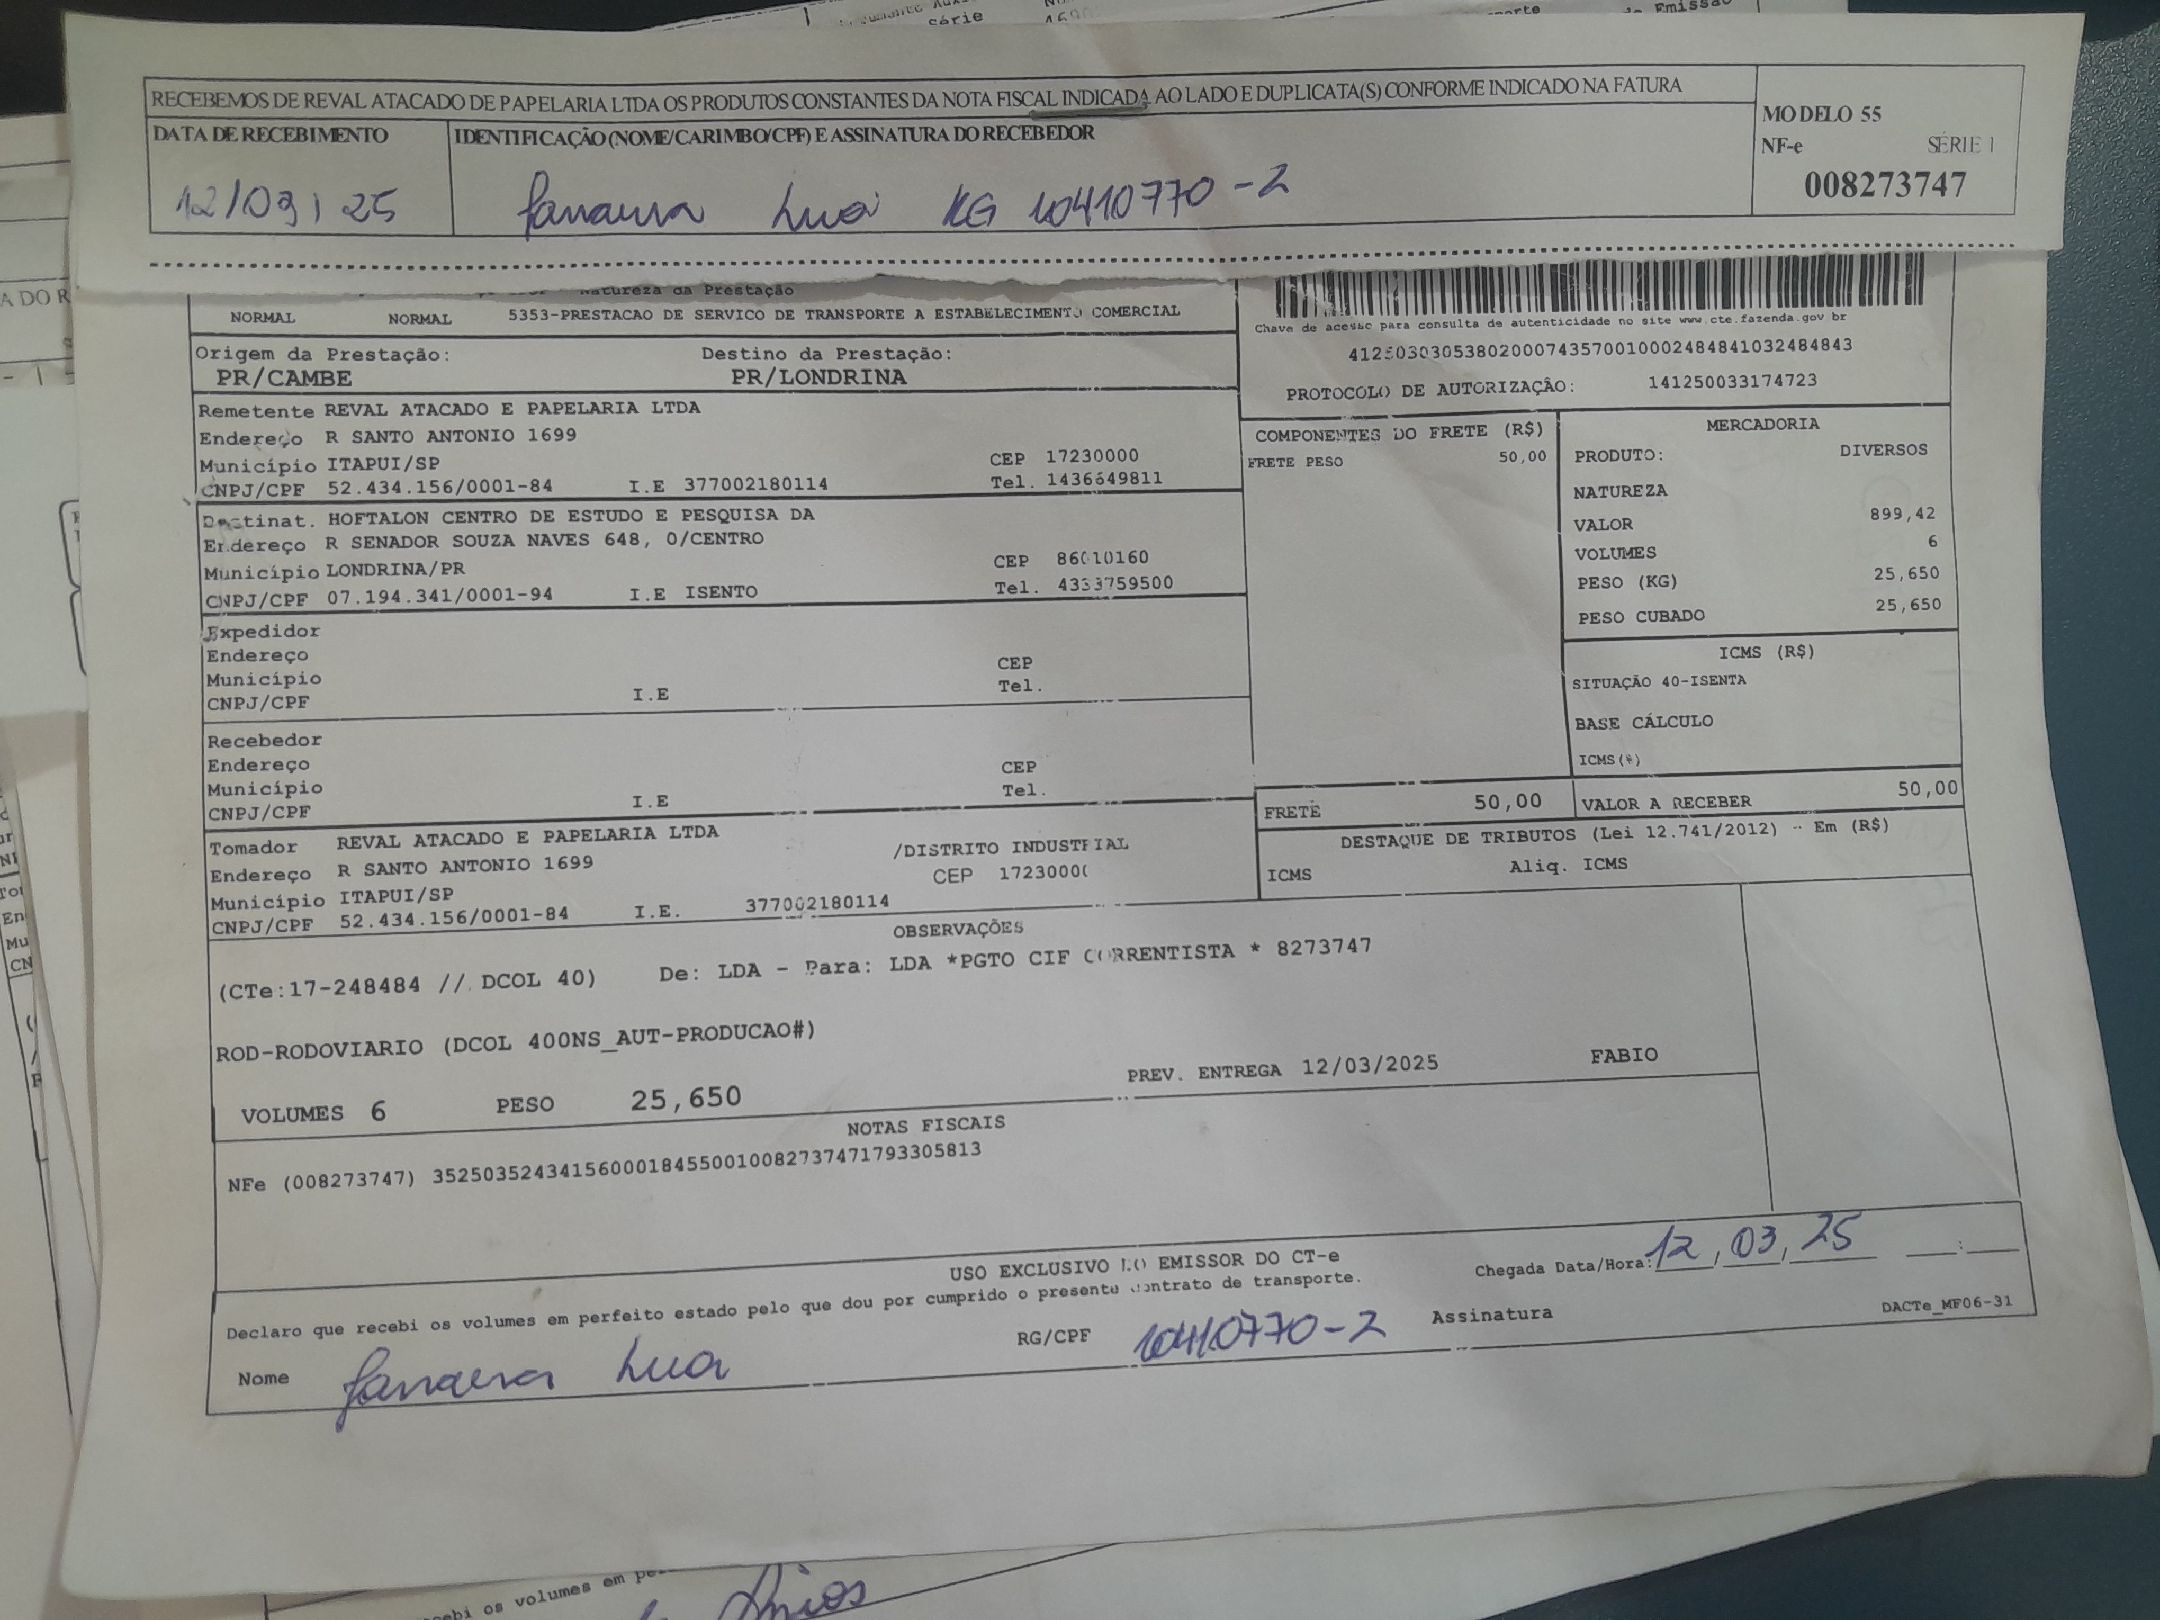 série
RECEBEMOS DE REVAL ATACADO DE PAPELARIA LTDA OS PRODUTOS CONSTANTES DA NOTA FISCAL INDICADA AO LADO E DUPLICATA(S) CONFORME INDICADO NA FATURA
DATA DE RECEBIMENTO
IDENTIFICAÇÃO (NOME/CARIMBO/CPF) E ASSINATURA DO RECEBEDOR
MODELO 55
NF-e SÉRIE 1
008273747
12/03/25
Lua RG 10410770-2
Natureza da Prestação
NORMAL NORMAL 5353-PRESTACAO DE SERVICO DE TRANSPORTE A ESTABELECIMENTO COMERCIAL
Chave de acesso para consulta de autenticidade no site www.cte.fazenda.gov br
41250303053802000743570010002484841032484843
PROTOCOLO DE AUTORIZAÇÃO: 141250033174723
Origem da Prestação: Destino da Prestação:
PR/CAMBE PR/LONDRINA
Remetente REVAL ATACADO E PAPELARIA LTDA
Endereço R SANTO ANTONIO 1699
Município ITAPUI/SP CEP 17230000
CNPJ/CPF 52.434.156/0001-84 I.E 377002180114 Tel. 1436649811
Destinat. HOFTALON CENTRO DE ESTUDO E PESQUISA DA
Endereço R SENADOR SOUZA NAVES 648, 0/CENTRO
Município LONDRINA/PR CEP 86010160
CNPJ/CPF 07.194.341/0001-94 I.E ISENTO Tel. 4333759500
Expedidor
Endereço
Município CEP
CNPJ/CPF I.E Tel.
Recebedor
Endereço
Município CEP
CNPJ/CPF I.E Tel.
Tomador REVAL ATACADO E PAPELARIA LTDA
Endereço R SANTO ANTONIO 1699 /DISTRITO INDUSTRIAL
Município ITAPUI/SP CEP 1723000(
CNPJ/CPF 52.434.156/0001-84 I.E. 377002180114
COMPONENTES DO FRETE (R$)
FRETE PESO 50,00
MERCADORIA
PRODUTO: DIVERSOS
NATUREZA
VALOR 899,42
VOLUMES 6
PESO (KG) 25,650
PESO CUBADO 25,650
ICMS (R$)
SITUAÇÃO 40-ISENTA
BASE CÁLCULO
ICMS(*)
FRETE 50,00 VALOR A RECEBER 50,00
DESTAQUE DE TRIBUTOS (Lei 12.741/2012) - Em (R$)
ICMS Aliq. ICMS
OBSERVAÇÕES
(CTe:17-248484 // DCOL 40) De: LDA - Para: LDA *PGTO CIF CORRENTISTA * 8273747
ROD-RODOVIARIO (DCOL 400NS_AUT-PRODUCAO#)
VOLUMES 6 PESO 25,650 PREV. ENTREGA 12/03/2025 FABIO
NOTAS FISCAIS
NFe (008273747) 35250352434156000184550010082737471793305813
USO EXCLUSIVO DO EMISSOR DO CT-e
Declaro que recebi os volumes em perfeito estado pelo que dou por cumprido o presente contrato de transporte.
Chegada Data/Hora: 12,03,25 __:__
Nome Lua RG/CPF 10410770-2 Assinatura
DACTe_MF06-31
ebi os volumes em pe